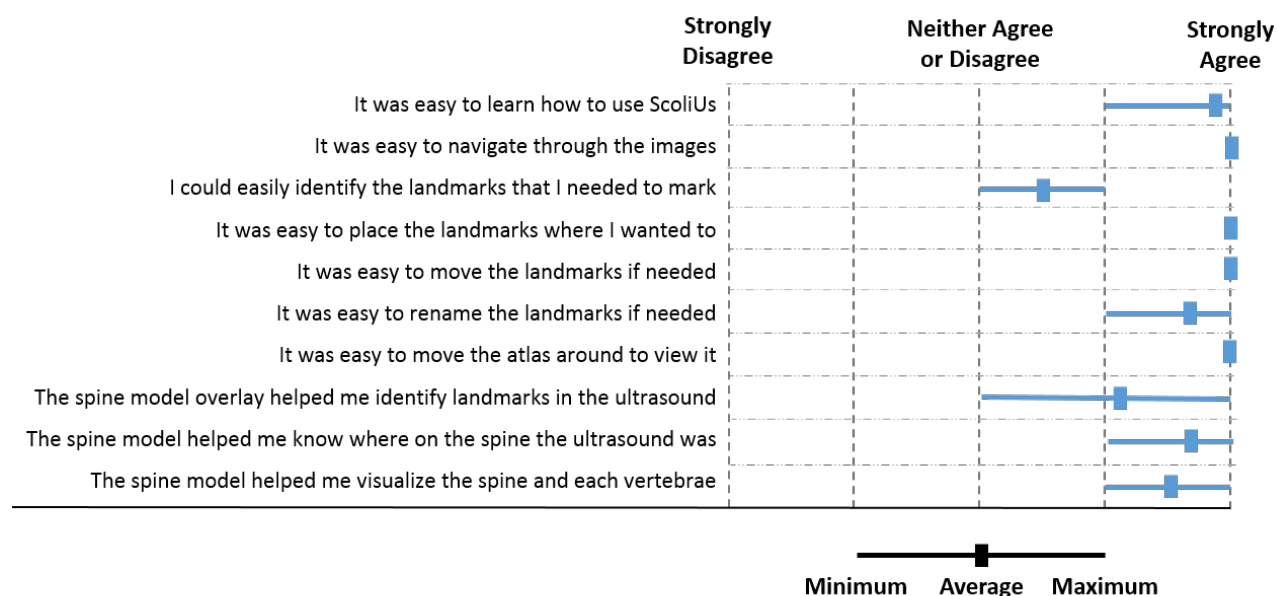 Strongly Disagree
Neither Agree or Disagree
Strongly Agree
It was easy to learn how to use ScoliUs
It was easy to navigate through the images
I could easily identify the landmarks that I needed to mark
It was easy to place the landmarks where I wanted to
It was easy to move the landmarks if needed
It was easy to rename the landmarks if needed
It was easy to move the atlas around to view it
The spine model overlay helped me identify landmarks in the ultrasound
The spine model helped me know where on the spine the ultrasound was
The spine model helped me visualize the spine and each vertebrae
Minimum Average Maximum